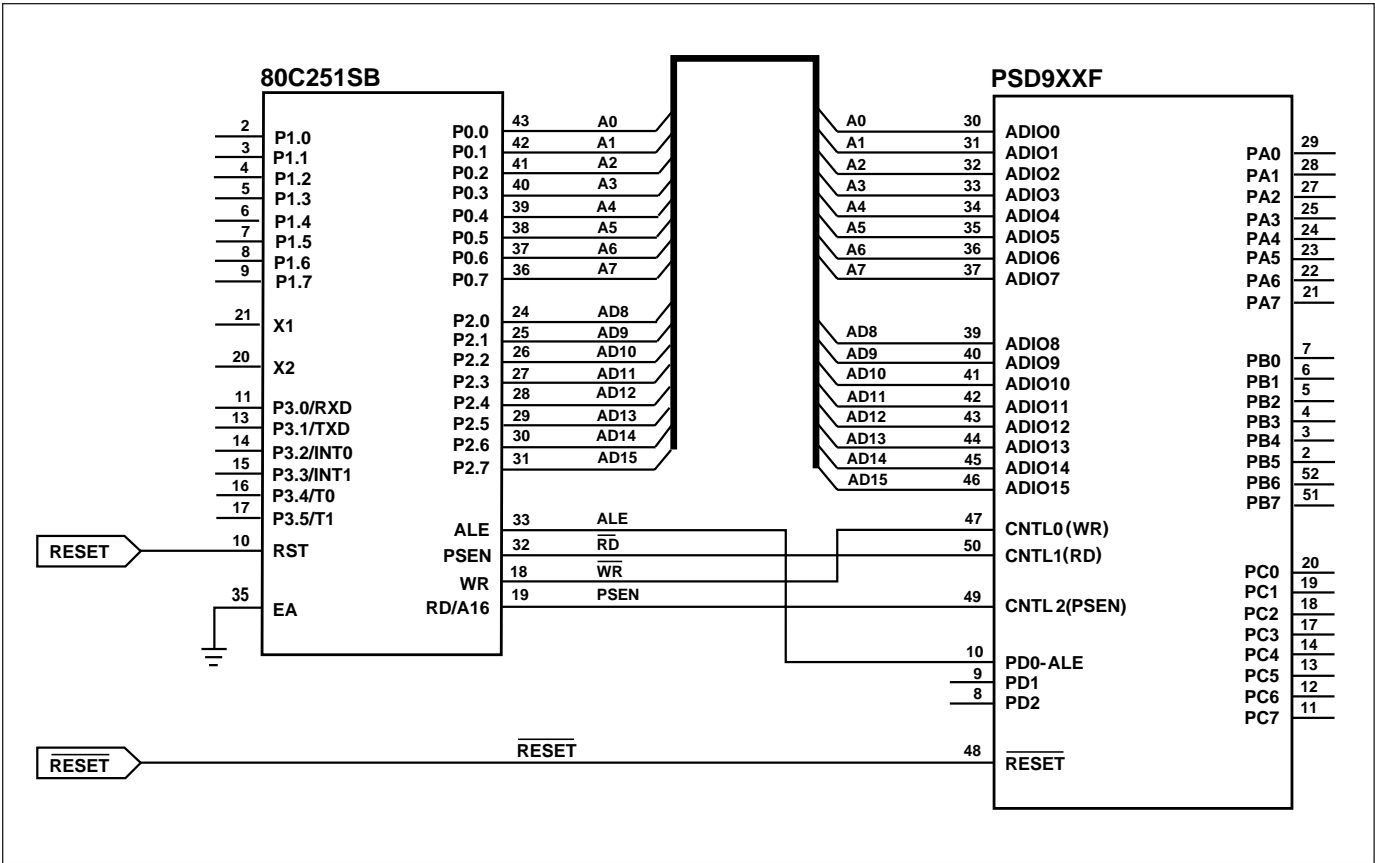 80C251SB PSD9XXF
43 A0 A0 30
2 P1.0 P0.0 ADIO0 29
42 A1 A1 31
3 P1.1 P0.1 ADIO1 PA0
41 A2 A2 32 28
4 P1.2 P0.2 ADIO2 PA1
40 A3 A3 33 27
5 P1.3 P0.3 ADIO3 PA2
39 A4 A4 34 25
6 P1.4 P0.4 ADIO4 PA3
38 A5 A5 35 24
7 P1.5 P0.5 ADIO5 PA4
37 A6 A6 36 23
8 P1.6 P0.6 ADIO6 PA5
36 A7 A7 37 22
9 P1.7 P0.7 ADIO7 PA6
21
PA7
24 AD8
21 X1 P2.0
25 AD9 AD8 39
P2.1 ADIO8 7
26 AD10 AD9 40
20 X2 P2.2 ADIO9 PB0
27 AD11 AD10 41 6
P2.3 ADIO10 PB1
28 AD12 AD11 42 5
11 P3.0/RXD P2.4 ADIO11 PB2
29 AD13 AD12 43 4
13 P3.1/TXD P2.5 ADIO12 PB3
30 AD14 AD13 44 3
14 P3.2/INT0 P2.6 ADIO13 PB4
31 AD15 AD14 45 2
15 P3.3/INT1 P2.7 ADIO14 PB5
AD15 46 52
16 P3.4/T0 ADIO15 PB6
51
17 P3.5/T1 PB7
33 ALE 47
ALE CNTL0(WR)
RESET 10 RST
32 RD 50
PSEN CNTL1(RD)
18 WR 20
WR PC0
19 PSEN 19
35 EA RD/A16 PC1
49 CNTL2(PSEN) 18
PC2
17
PC3
14
PC4
10 PD0-ALE 13
PC5
9 PD1 12
PC6
8 PD2 11
PC7
RESET RESET 48 RESET